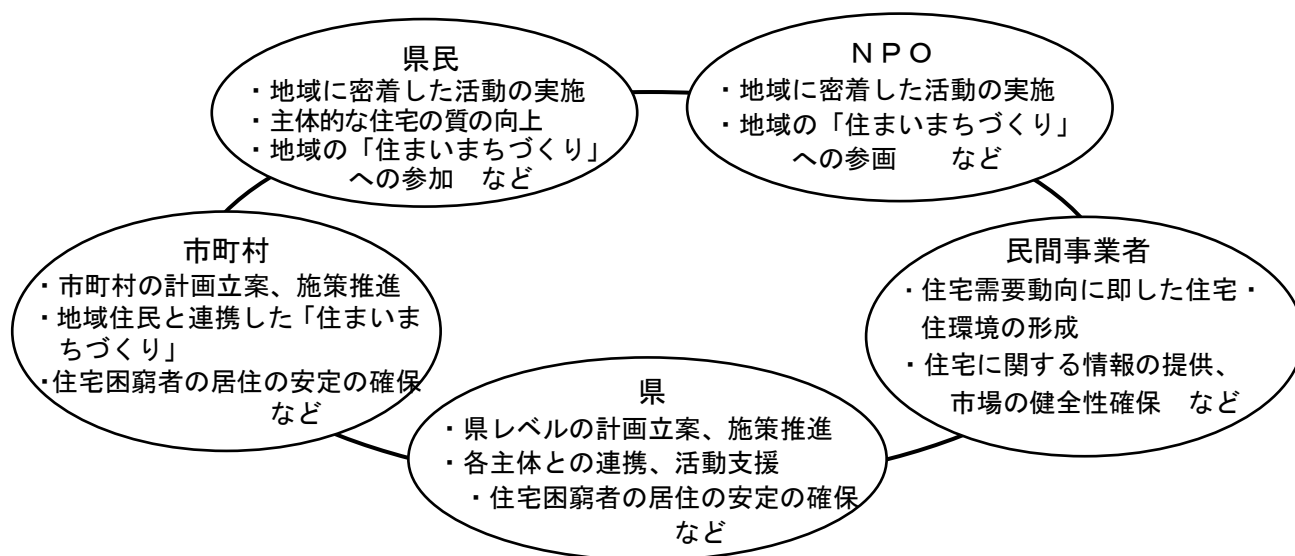 県民
・地域に密着した活動の実施
・主体的な住宅の質の向上
・地域の「住まいまちづくり」
への参加　など
ＮＰＯ
・地域に密着した活動の実施
・地域の「住まいまちづくり」
への参画　　など
市町村
・市町村の計画立案、施策推進
・地域住民と連携した「住まいま
ちづくり」
・住宅困窮者の居住の安定の確保
など
民間事業者
・住宅需要動向に即した住宅・
住環境の形成
・住宅に関する情報の提供、
市場の健全性確保　など
県
・県レベルの計画立案、施策推進
・各主体との連携、活動支援
・住宅困窮者の居住の安定の確保
など